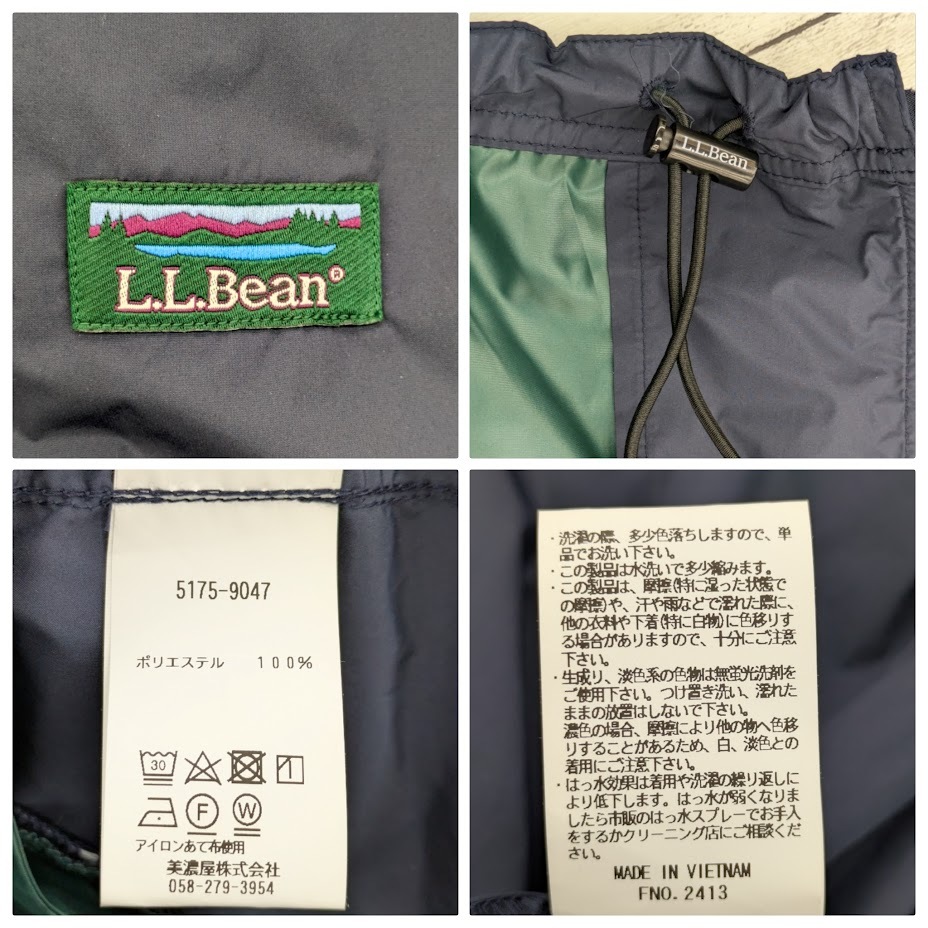 L.L.Bean®
L.L.Bean
5175-9047
ポリエステル 100%
30
F
W
アイロンあて布使用
美濃屋株式会社
058-279-3954
・洗濯の際、多少色落ちしますので、単
品でお洗い下さい。
・この製品は水洗いで多少縮みます。
・この製品は、摩擦(特に湿った状態で
の摩擦)や、汗や雨などで濡れた際に、
他の衣料や下着(特に白物)に色移りす
る場合がありますので、十分にご注意
下さい。
・生成り、淡色系の色物は無蛍光洗剤を
ご使用下さい。つけ置き洗い、濡れた
ままの放置はしないで下さい。
濃色の場合、摩擦により他の物へ色移
りすることがあるため、白、淡色との
着用にご注意下さい。
・はっ水効果は着用や洗濯の繰り返しに
より低下します。はっ水が弱くなりま
したら市販のはっ水スプレーでお手入
をするかクリーニング店にご相談くだ
さい。
MADE IN VIETNAM
FNO.2413